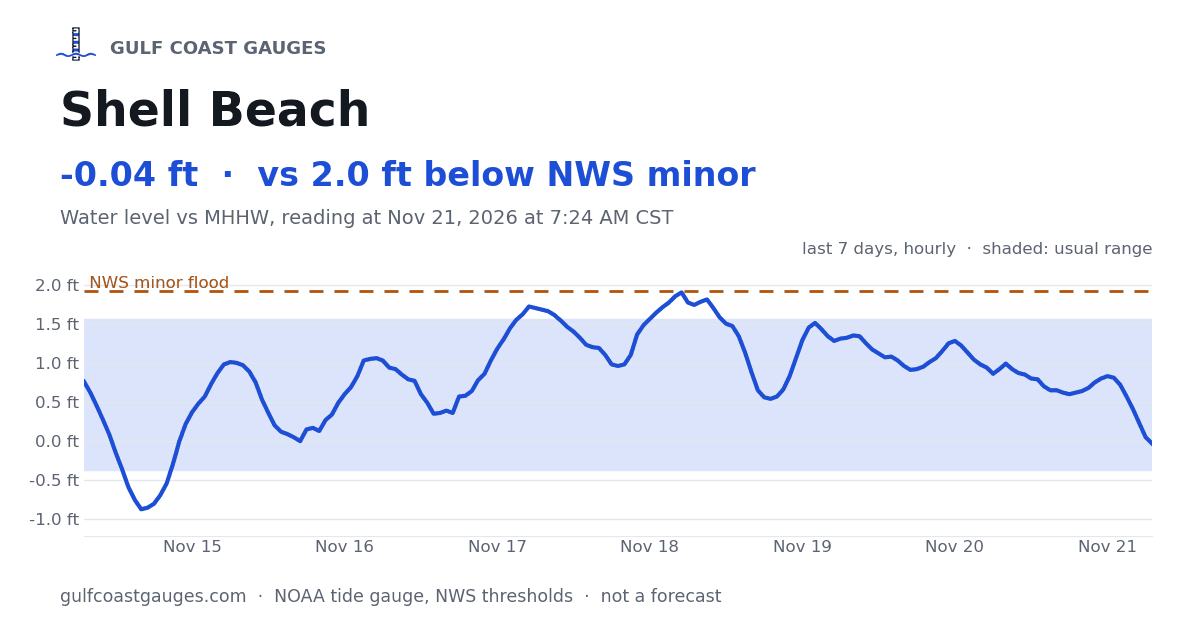 GULF COAST GAUGES
Shell Beach
-0.04 ft · vs 2.0 ft below NWS minor
Water level vs MHHW, reading at Nov 21, 2026 at 7:24 AM CST
last 7 days, hourly · shaded: usual range
2.0 ft
NWS minor flood
1.5 ft
1.0 ft
0.5 ft
0.0 ft
-0.5 ft
-1.0 ft
Nov 15 Nov 16 Nov 17 Nov 18 Nov 19 Nov 20 Nov 21
gulfcoastgauges.com · NOAA tide gauge, NWS thresholds · not a forecast